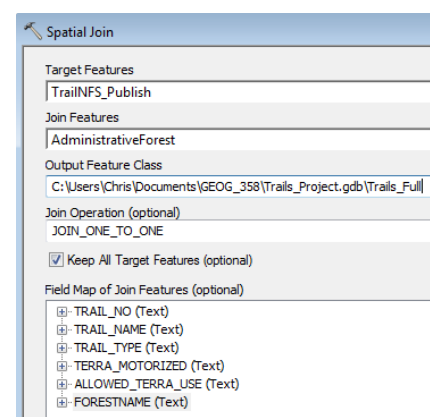 Spatial Join
Target Features
TrailNFS_Publish
Join Features
AdministrativeForest
Output Feature Class
C:\Users\Chris\Documents\GEOG_358\Trails_Project.gdb\Trails_Full
Join Operation (optional)
JOIN_ONE_TO_ONE
Keep All Target Features (optional)
Field Map of Join Features (optional)
TRAIL_NO (Text)
TRAIL_NAME (Text)
TRAIL_TYPE (Text)
TERRA_MOTORIZED (Text)
ALLOWED_TERRA_USE (Text)
FORESTNAME (Text)